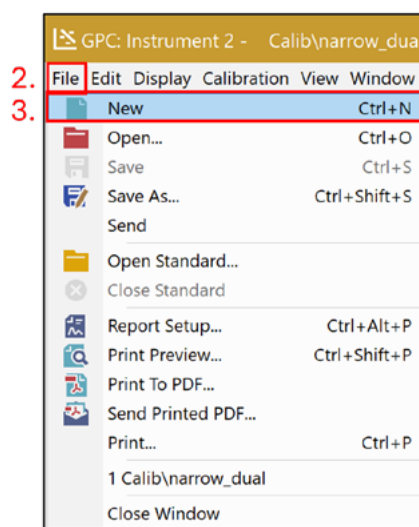 GPC: Instrument 2 - Calib\narrow_dua
2. File Edit Display Calibration View Window
3. New Ctrl+N
Open... Ctrl+O
Save Ctrl+S
Save As... Ctrl+Shift+S
Send
Open Standard...
Close Standard
Report Setup... Ctrl+Alt+P
Print Preview... Ctrl+Shift+P
Print To PDF...
Send Printed PDF...
Print... Ctrl+P
1 Calib\narrow_dual
Close Window